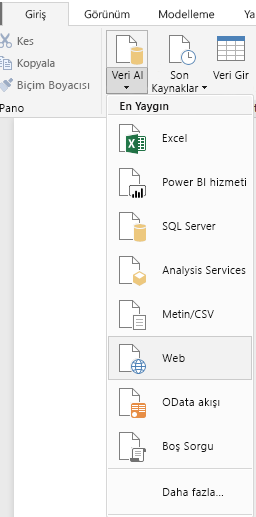 Giriş Görünüm Modelleme
Kes
Kopyala
Biçim Boyacısı
Pano
Veri Al
Son Kaynaklar
Veri Gir
En Yaygın
Excel
Power BI hizmeti
SQL Server
Analysis Services
Metin/CSV
Web
OData akışı
Boş Sorgu
Daha fazla...